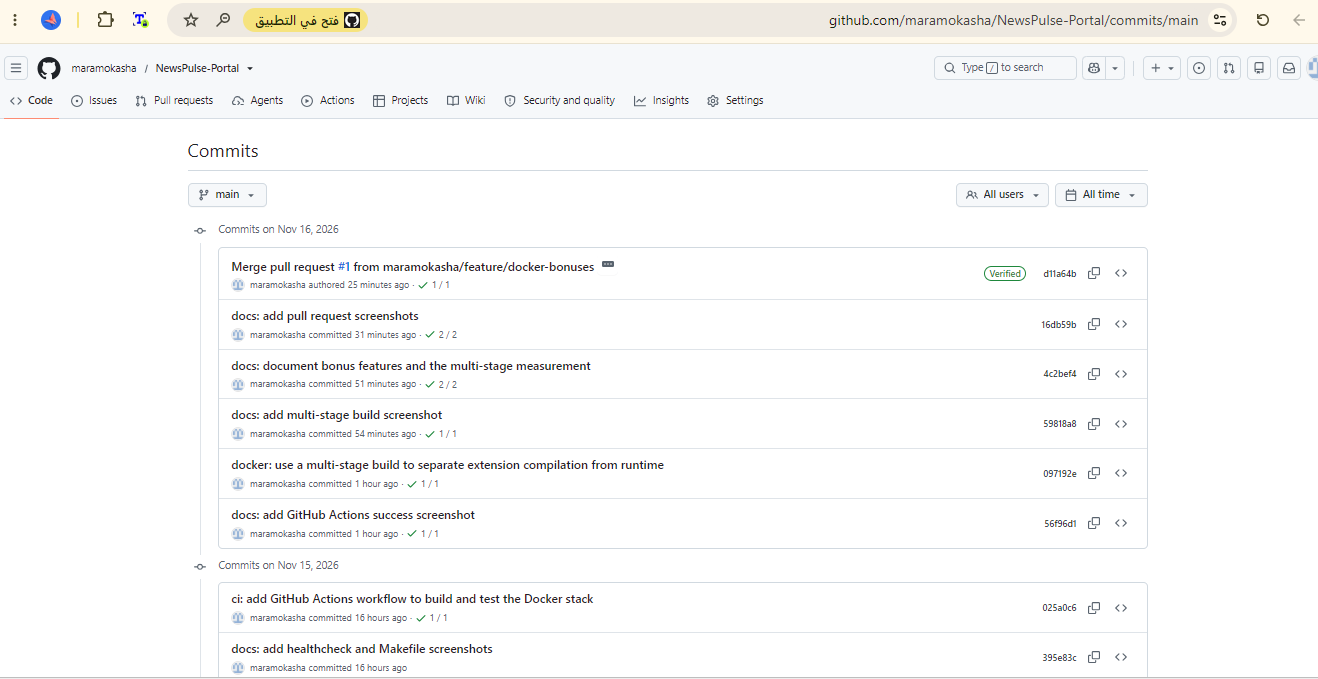 فتح في التطبيق
github.com/maramokasha/NewsPulse-Portal/commits/main
maramokasha / NewsPulse-Portal
Type / to search
Code Issues Pull requests Agents Actions Projects Wiki Security and quality Insights Settings
Commits
main All users All time
Commits on Nov 16, 2026
Merge pull request #1 from maramokasha/feature/docker-bonuses
Verified d11a64b
maramokasha authored 25 minutes ago · 1 / 1
docs: add pull request screenshots
16db59b
maramokasha committed 31 minutes ago · 2 / 2
docs: document bonus features and the multi-stage measurement
4c2bef4
maramokasha committed 51 minutes ago · 2 / 2
docs: add multi-stage build screenshot
59818a8
maramokasha committed 54 minutes ago · 1 / 1
docker: use a multi-stage build to separate extension compilation from runtime
097192e
maramokasha committed 1 hour ago · 1 / 1
docs: add GitHub Actions success screenshot
56f96d1
maramokasha committed 1 hour ago · 1 / 1
Commits on Nov 15, 2026
ci: add GitHub Actions workflow to build and test the Docker stack
025a0c6
maramokasha committed 16 hours ago · 1 / 1
docs: add healthcheck and Makefile screenshots
395e83c
maramokasha committed 16 hours ago